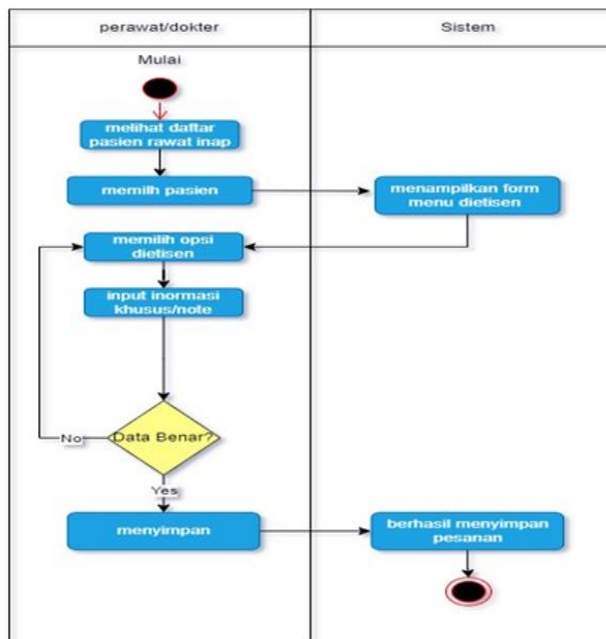 perawat/dokter
Sistem
Mulai
melihat daftar
pasien rawat inap
memilh pasien
menampilkan form
menu dietisen
memilih opsi
dietisen
input inormasi
khusus/note
Data Benar?
No
Yes
menyimpan
berhasil menyimpan
pesanan